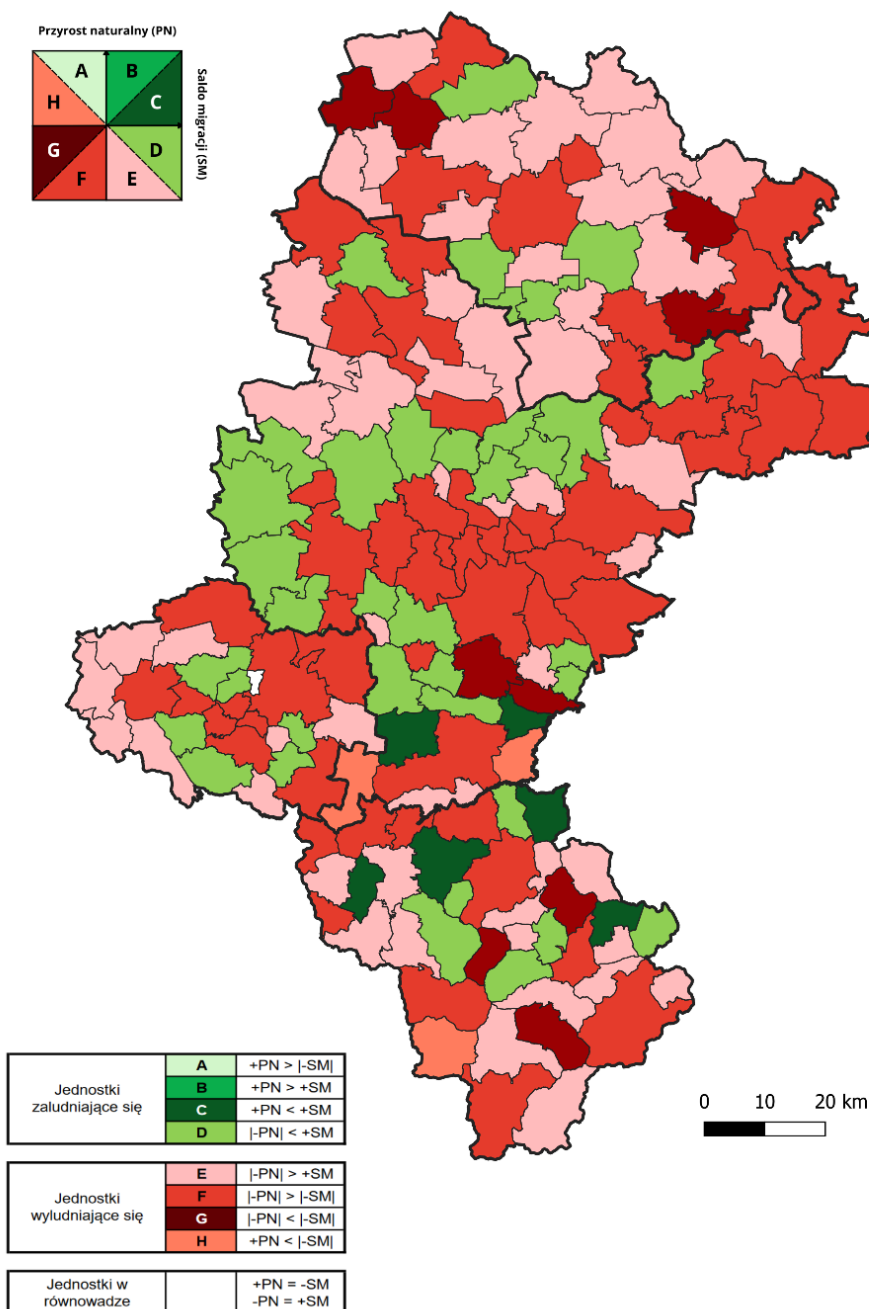 Przyrost naturalny (PN)
Saldo migracji (SM)
A B
H C
G D
F E
0 10 20 km
Jednostki zaludniające się
A +PN > |-SM|
B +PN > +SM
C +PN < +SM
D |-PN| < +SM
Jednostki wyludniające się
E |-PN| > +SM
F |-PN| > |-SM|
G |-PN| < |-SM|
H +PN < |-SM|
Jednostki w równowadze
+PN = -SM
-PN = +SM